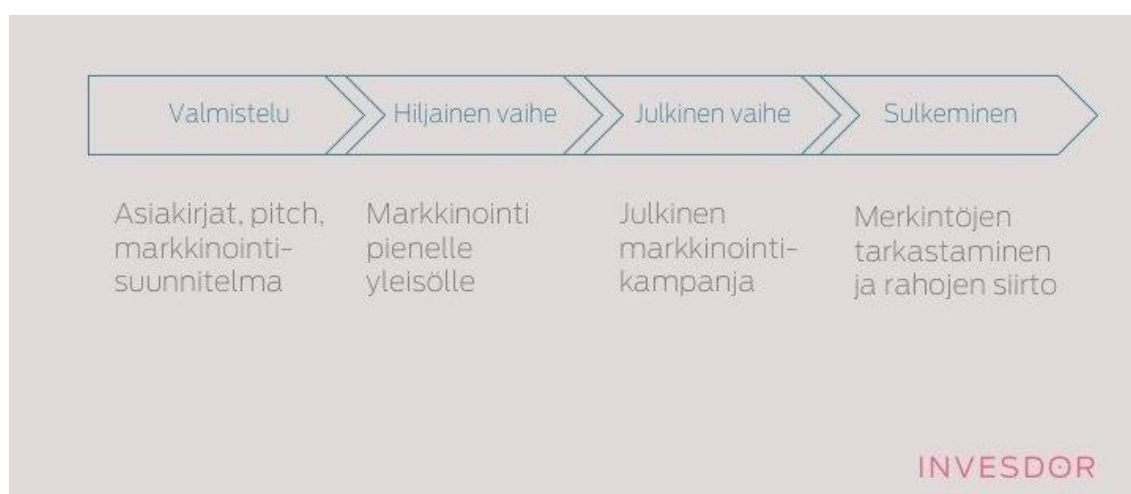 Valmistelu
Hiljainen vaihe
Julkinen vaihe
Sulkeminen
Asiakirjat, pitch,
markkinointi-
suunnitelma
Markkinointi
pienelle
yleisölle
Julkinen
markkinointi-
kampanja
Merkintöjen
tarkastaminen
ja rahojen siirto
INVESDOR